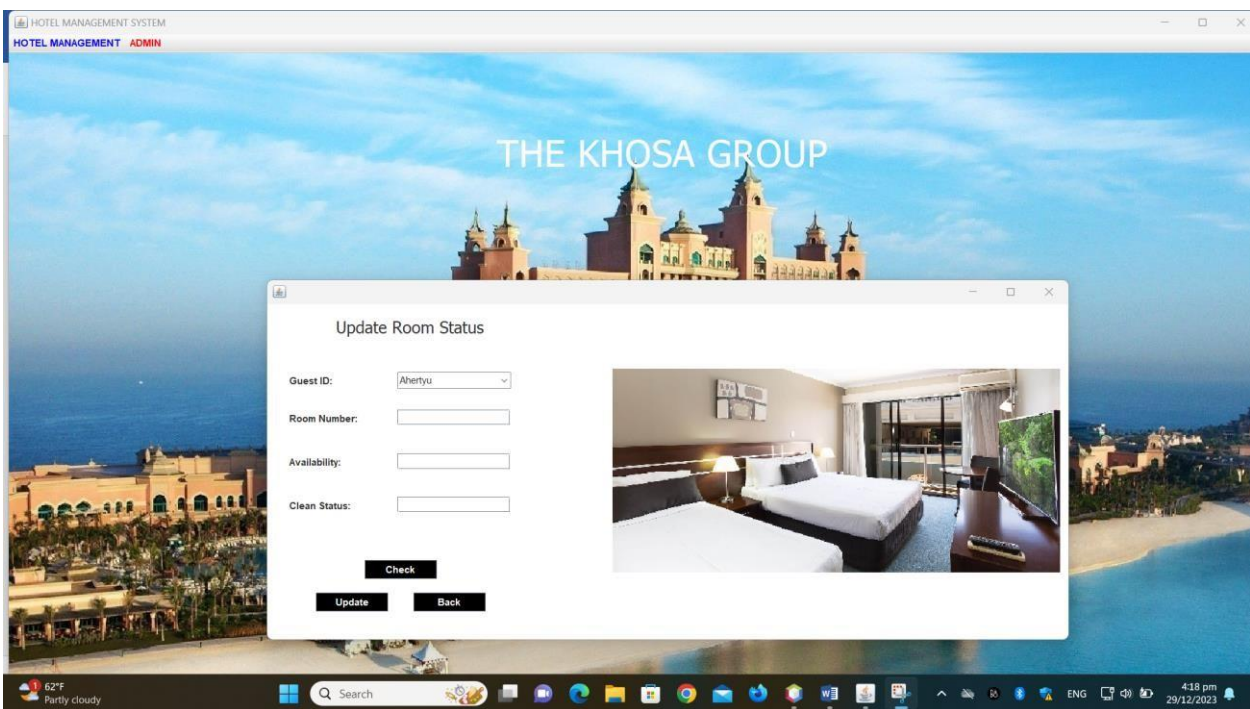 HOTEL MANAGEMENT SYSTEM
HOTEL MANAGEMENT ADMIN
THE KHOSA GROUP
Update Room Status
Guest ID: Ahertyu
Room Number:
Availability:
Clean Status:
Check
Update Back
1
62°F
Partly cloudy
Search
ENG
4:18 pm
29/12/2023